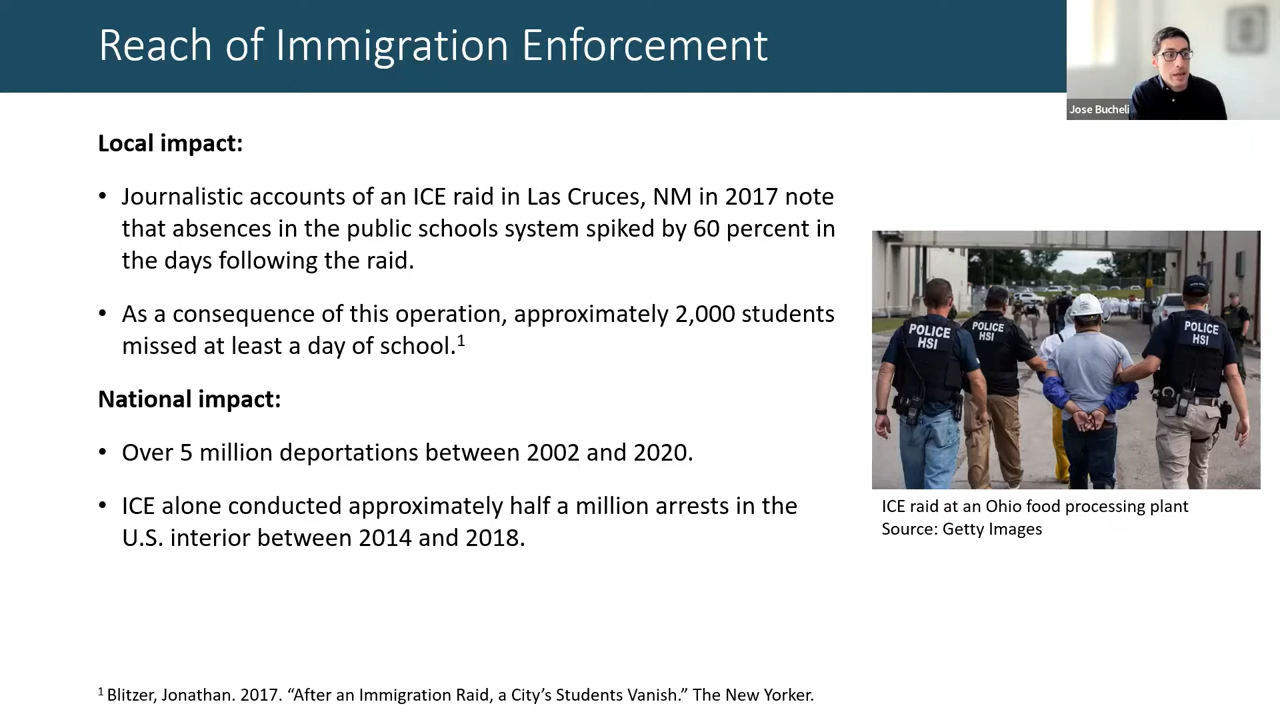 Reach of Immigration Enforcement
Jose Bucheli
Local impact:
• Journalistic accounts of an ICE raid in Las Cruces, NM in 2017 note
that absences in the public schools system spiked by 60 percent in
the days following the raid.
• As a consequence of this operation, approximately 2,000 students
missed at least a day of school.¹
National impact:
• Over 5 million deportations between 2002 and 2020.
• ICE alone conducted approximately half a million arrests in the
U.S. interior between 2014 and 2018.
POLICE
HSI
POLICE
HSI
POLICE
HSI
ICE raid at an Ohio food processing plant
Source: Getty Images
¹ Blitzer, Jonathan. 2017. “After an Immigration Raid, a City’s Students Vanish.” The New Yorker.